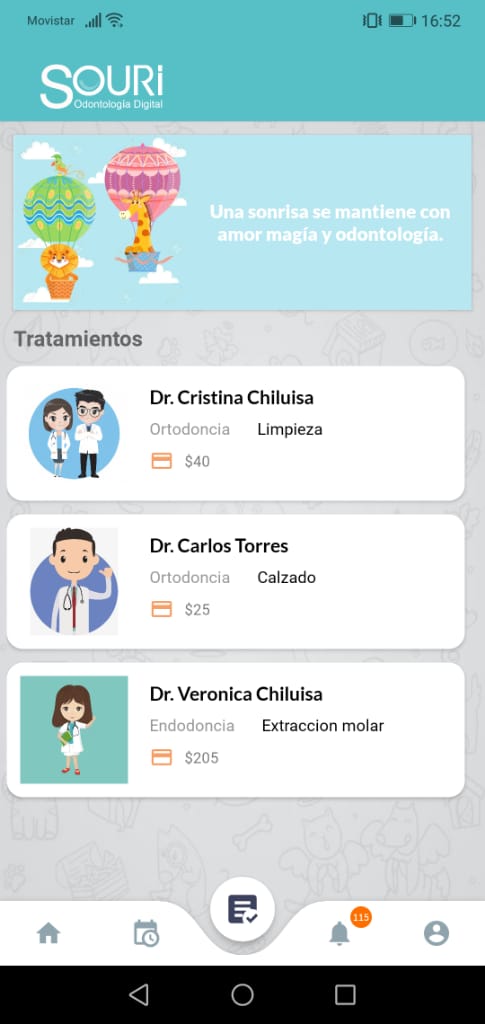 Movistar 16:52
SOURI
Odontología Digital
Una sonrisa se mantiene con
amor magía y odontología.
Tratamientos
Dr. Cristina Chiluisa
Ortodoncia Limpieza
$40
Dr. Carlos Torres
Ortodoncia Calzado
$25
Dr. Veronica Chiluisa
Endodoncia Extraccion molar
$205
115